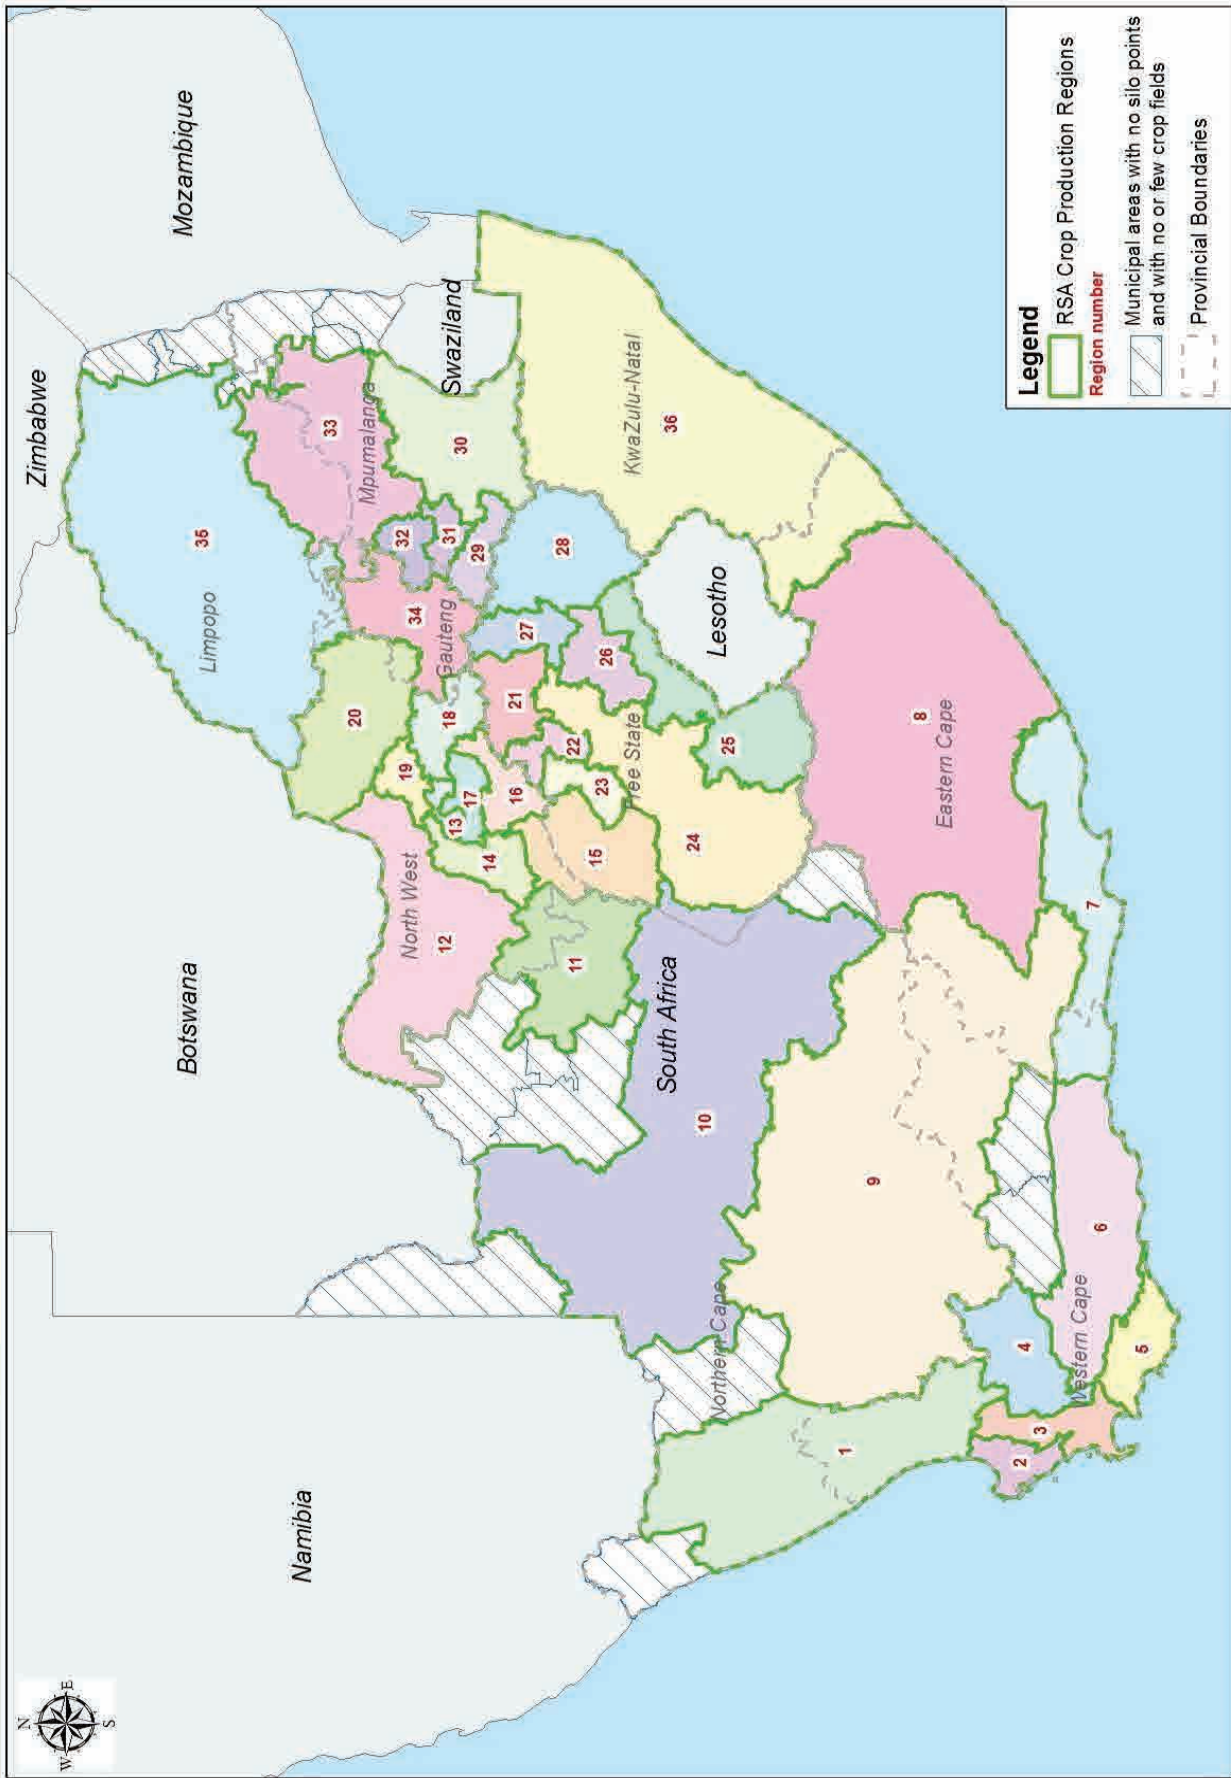 N
W
E
S
Zimbabwe
Mozambique
Botswana
Namibia
Swaziland
Lesotho
South Africa
Limpopo
Mpumalanga
Gauteng
North West
Free State
KwaZulu-Natal
Northern Cape
Eastern Cape
Western Cape
1
2
3
4
5
6
7
8
9
10
11
12
13
14
15
16
17
18
19
20
21
22
23
24
25
26
27
28
29
30
31
32
33
34
35
36
Legend
RSA Crop Production Regions
Region number
Municipal areas with no silo points
and with no or few crop fields
Provincial Boundaries